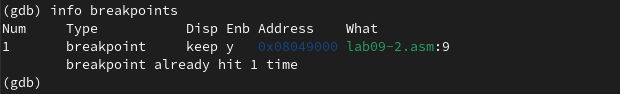 (gdb) info breakpoints
Num     Type           Disp Enb Address    What
1       breakpoint     keep y   0x08049000 lab09-2.asm:9
        breakpoint already hit 1 time
(gdb)